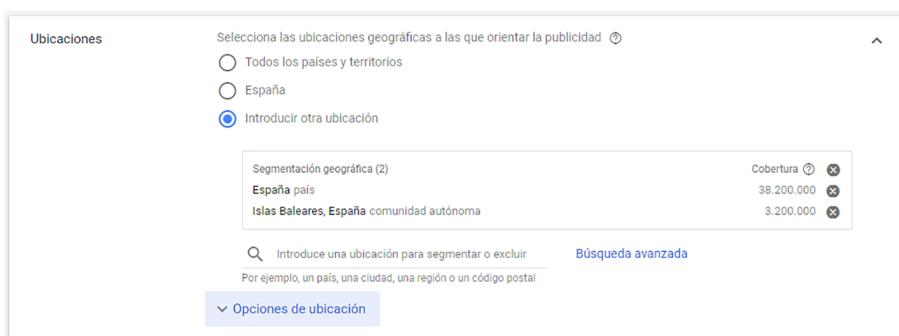 Ubicaciones
Selecciona las ubicaciones geográficas a las que orientar la publicidad ?
Todos los países y territorios
España
Introducir otra ubicación
Segmentación geográfica (2) Cobertura ?
España país 38.200.000
Islas Baleares, España comunidad autónoma 3.200.000
Introduce una ubicación para segmentar o excluir Búsqueda avanzada
Por ejemplo, un país, una ciudad, una región o un código postal
Opciones de ubicación